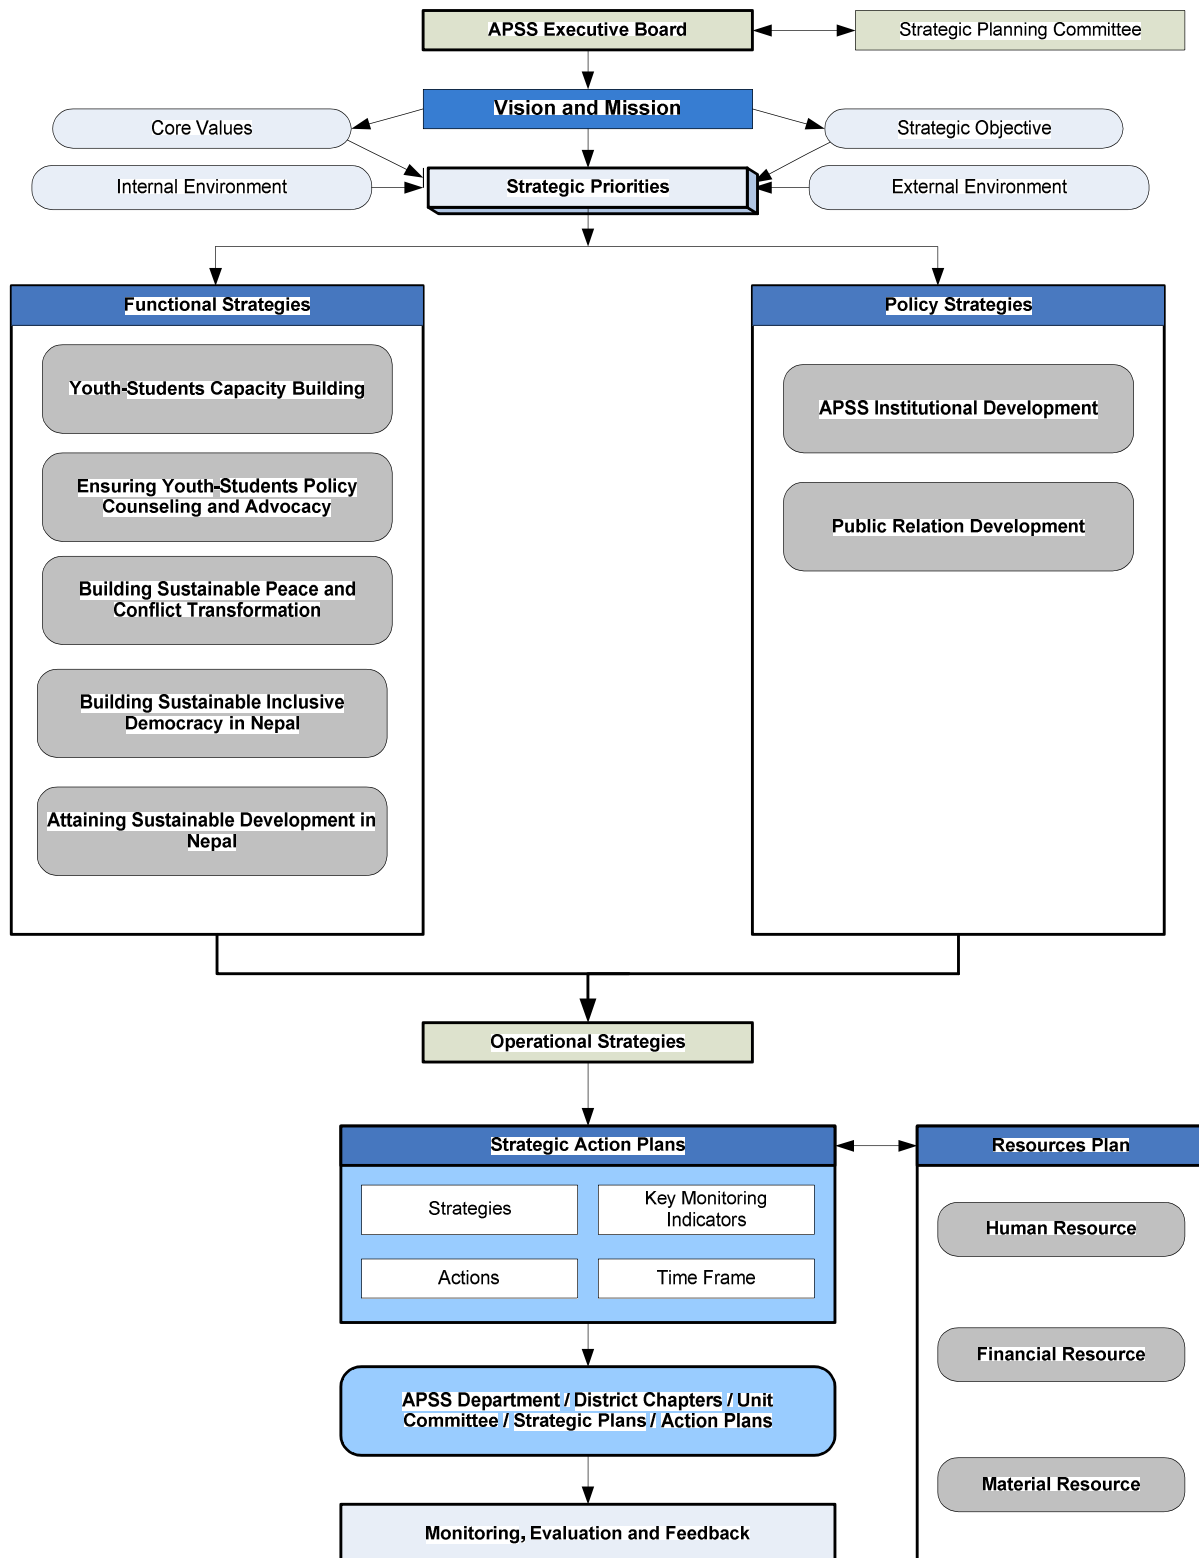 APSS Executive Board
Strategic Planning Committee
Vision and Mission
Core Values
Strategic Objective
Internal Environment
Strategic Priorities
External Environment
Functional Strategies
Policy Strategies
Youth-Students Capacity Building
Ensuring Youth-Students Policy
Counseling and Advocacy
Building Sustainable Peace and
Conflict Transformation
Building Sustainable Inclusive
Democracy in Nepal
Attaining Sustainable Development in
Nepal
APSS Institutional Development
Public Relation Development
Operational Strategies
Strategic Action Plans
Strategies
Key Monitoring
Indicators
Actions
Time Frame
Resources Plan
Human Resource
Financial Resource
Material Resource
APSS Department / District Chapters / Unit
Committee / Strategic Plans / Action Plans
Monitoring, Evaluation and Feedback